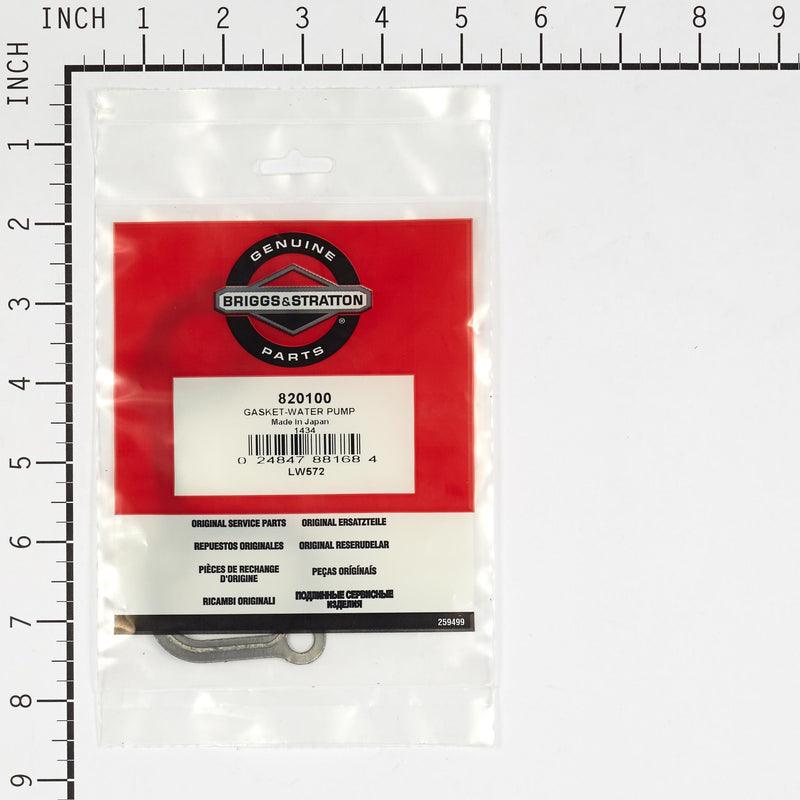 INCH 1 2 3 4 5 6 7 8 9
INCH 1 2 3 4 5 6 7 8 9
GENUINE
BRIGGS&STRATTON
®
PARTS
820100
GASKET-WATER PUMP
Made in Japan
1434
0 24847 88168 4
LW572
ORIGINAL SERVICE PARTS ORIGINAL ERSATZTEILE
REPUESTOS ORIGINALES ORIGINAL RESERUDELAR
PIÈCES DE RECHANGE D'ORIGINE PEÇAS ORÍGÍNAÍS
RICAMBI ORIGINALI ПОДЛИННЫЕ СЕРВИСНЫЕ ИЗДЕЛИЯ
259499